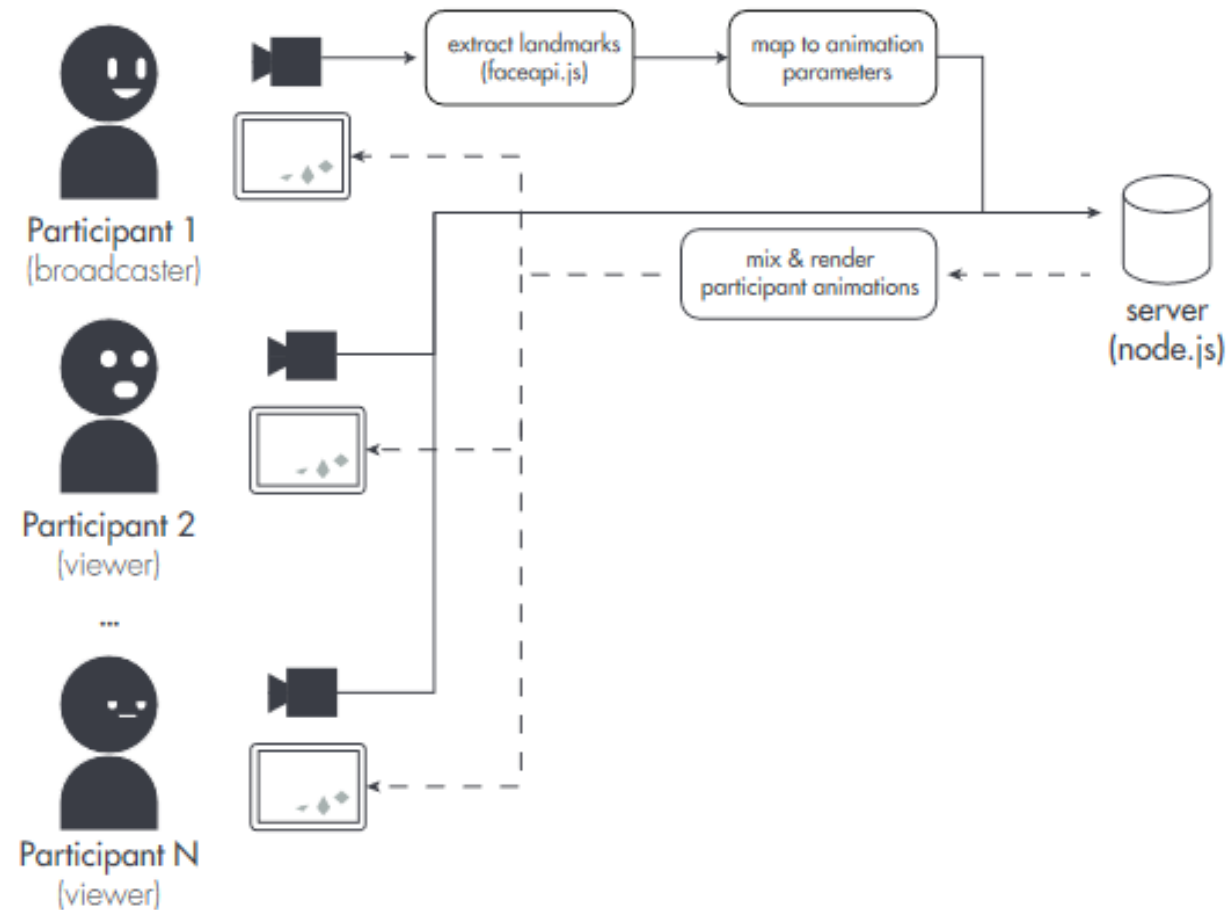 extract landmarks
(faceapi.js)
map to animation
parameters
Participant 1
(broadcaster)
mix & render
participant animations
server
(node.js)
Participant 2
(viewer)
...
Participant N
(viewer)